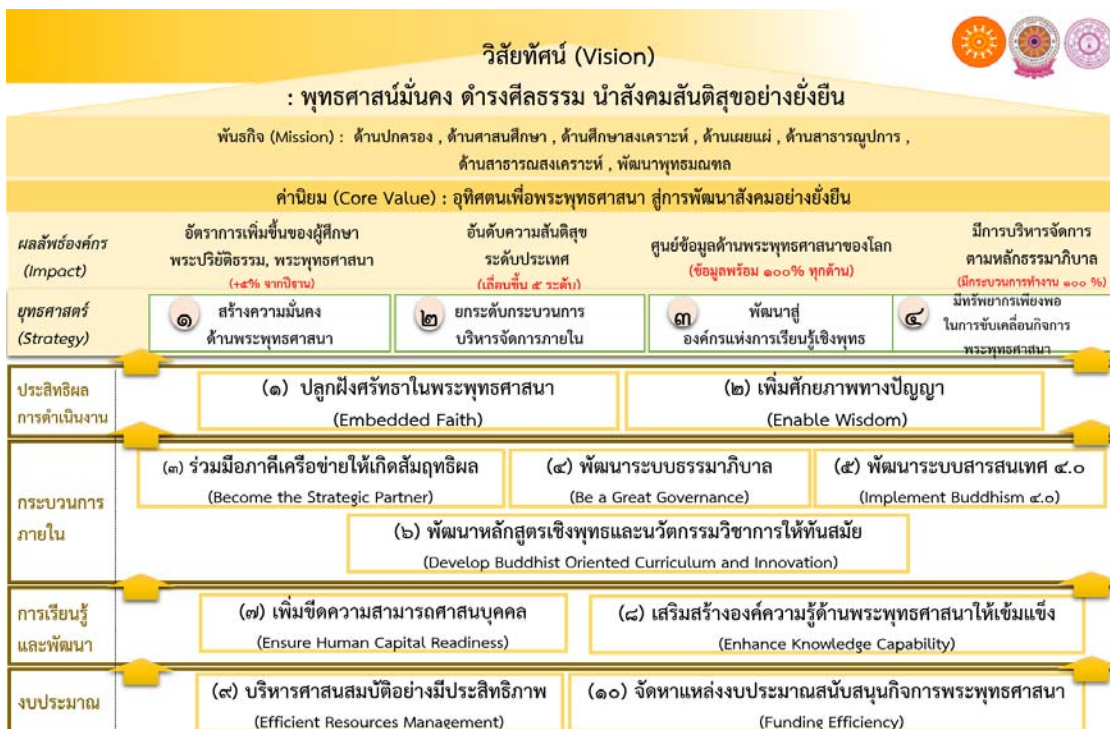 วิสัยทัศน์ (Vision)
: พุทธศาสน์มั่นคง ดำรงศีลธรรม นำสังคมสันติสุขอย่างยั่งยืน
พันธกิจ (Mission) : ด้านปกครอง , ด้านศาสนศึกษา , ด้านศึกษาสงเคราะห์ , ด้านเผยแผ่ , ด้านสาธารณูปการ ,
ด้านสาธารณสงเคราะห์ , พัฒนาพุทธมณฑล
ค่านิยม (Core Value) : อุทิศตนเพื่อพระพุทธศาสนา สู่การพัฒนาสังคมอย่างยั่งยืน
ผลลัพธ์องค์กร
(Impact)
อัตราการเพิ่มขึ้นของผู้ศึกษา
พระปริยัติธรรม, พระพุทธศาสนา
(+๕% จากปีฐาน)
อันดับความสันติสุข
ระดับประเทศ
(เลื่อนขึ้น ๕ ระดับ)
ศูนย์ข้อมูลด้านพระพุทธศาสนาของโลก
(ข้อมูลพร้อม ๑๐๐% ทุกด้าน)
มีการบริหารจัดการ
ตามหลักธรรมาภิบาล
(มีกระบวนการทำงาน ๑๐๐ %)
ยุทธศาสตร์
(Strategy)
๑ สร้างความมั่นคง
ด้านพระพุทธศาสนา
๒ ยกระดับกระบวนการ
บริหารจัดการภายใน
๓ พัฒนาสู่
องค์กรแห่งการเรียนรู้เชิงพุทธ
๔ มีทรัพยากรเพียงพอ
ในการขับเคลื่อนกิจการ
พระพุทธศาสนา
ประสิทธิผล
การดำเนินงาน
(๑) ปลูกฝังศรัทธาในพระพุทธศาสนา
(Embedded Faith)
(๒) เพิ่มศักยภาพทางปัญญา
(Enable Wisdom)
กระบวนการ
ภายใน
(๓) ร่วมมือภาคีเครือข่ายให้เกิดสัมฤทธิผล
(Become the Strategic Partner)
(๔) พัฒนาระบบธรรมาภิบาล
(Be a Great Governance)
(๕) พัฒนาระบบสารสนเทศ ๔.๐
(Implement Buddhism ๔.๐)
(๖) พัฒนาหลักสูตรเชิงพุทธและนวัตกรรมวิชาการให้ทันสมัย
(Develop Buddhist Oriented Curriculum and Innovation)
การเรียนรู้
และพัฒนา
(๗) เพิ่มขีดความสามารถศาสนบุคคล
(Ensure Human Capital Readiness)
(๘) เสริมสร้างองค์ความรู้ด้านพระพุทธศาสนาให้เข้มแข็ง
(Enhance Knowledge Capability)
งบประมาณ
(๙) บริหารศาสนสมบัติอย่างมีประสิทธิภาพ
(Efficient Resources Management)
(๑๐) จัดหาแหล่งงบประมาณสนับสนุนกิจการพระพุทธศาสนา
(Funding Efficiency)